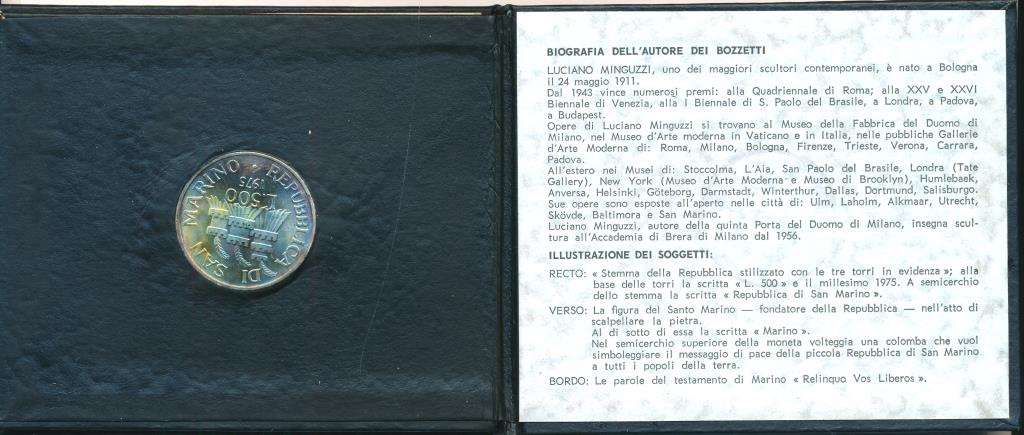 REPUBBLICA DI SAN MARINO
L. 500
1975
BIOGRAFIA DELL'AUTORE DEI BOZZETTI
LUCIANO MINGUZZI, uno dei maggiori scultori contemporanei, è nato a Bologna
il 24 maggio 1911.
Dal 1943 vince numerosi premi: alla Quadriennale di Roma; alla XXV e XXVI
Biennale di Venezia, alla I Biennale di S. Paolo del Brasile, a Londra, a Padova,
a Budapest.
Opere di Luciano Minguzzi si trovano al Museo della Fabbrica del Duomo di
Milano, nel Museo d'Arte moderna in Vaticano e in Italia, nelle pubbliche Gallerie
d'Arte Moderna di: Roma, Milano, Bologna, Firenze, Trieste, Verona, Carrara,
Padova.
All'estero nei Musei di: Stoccolma, L'Aia, San Paolo del Brasile, Londra (Tate
Gallery), New York (Museo d'Arte Moderna e Museo di Brooklyn), Humlebaek,
Anversa, Helsinki, Göteborg, Darmstadt, Winterthur, Dallas, Dortmund, Salisburgo.
Sue opere sono esposte all'aperto nelle città di: Ulm, Laholm, Alkmaar, Utrecht,
Skövde, Baltimora e San Marino.
Luciano Minguzzi, autore della quinta Porta del Duomo di Milano, insegna scul-
tura all'Accademia di Brera di Milano dal 1956.
ILLUSTRAZIONE DEI SOGGETTI:
RECTO: « Stemma della Repubblica stilizzato con le tre torri in evidenza »; alla
base delle torri la scritta « L. 500 » e il millesimo 1975. A semicerchio
dello stemma la scritta « Repubblica di San Marino ».
VERSO: La figura del Santo Marino — fondatore della Repubblica — nell'atto di
scalpellare la pietra.
Al di sotto di essa la scritta « Marino ».
Nel semicerchio superiore della moneta volteggia una colomba che vuol
simboleggiare il messaggio di pace della piccola Repubblica di San Marino
a tutti i popoli della terra.
BORDO: Le parole del testamento di Marino « Relinquo Vos Liberos ».